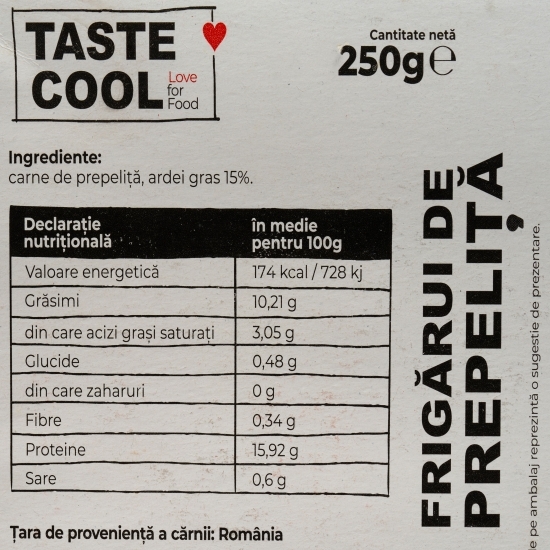 TASTE
COOL
Love
for
Food
Cantitate netă
250g e
Ingrediente:
carne de prepeliță, ardei gras 15%.
Declarație nutrițională | în medie pentru 100g
Valoare energetică | 174 kcal / 728 kj
Grăsimi | 10,21 g
din care acizi grași saturați | 3,05 g
Glucide | 0,48 g
din care zaharuri | 0 g
Fibre | 0,34 g
Proteine | 15,92 g
Sare | 0,6 g
Țara de proveniență a cărnii: România
FRIGĂRUI DE
PREPELIȚĂ
pe ambalaj reprezintă o sugestie de prezentare.